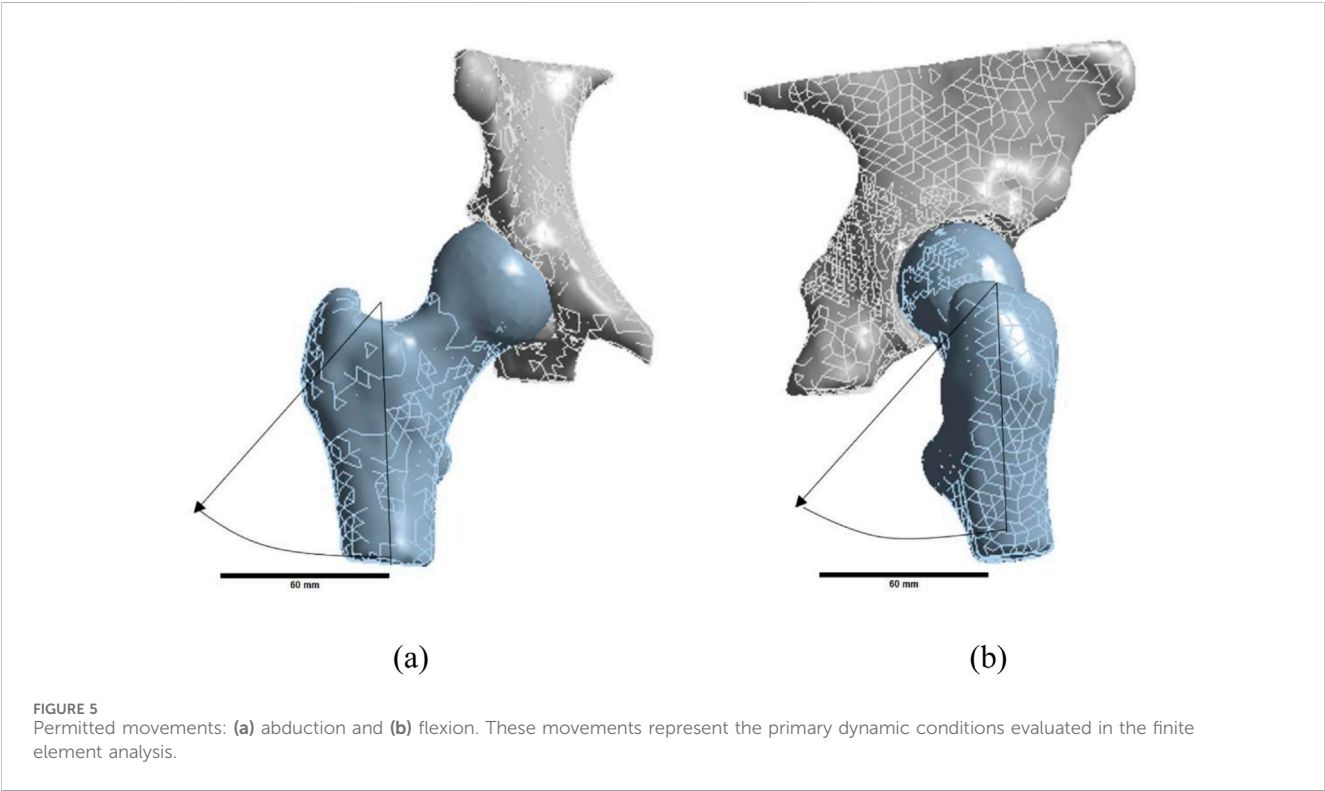 60 mm
60 mm
(a)
(b)
FIGURE 5
Permitted movements: (a) abduction and (b) flexion. These movements represent the primary dynamic conditions evaluated in the finite
element analysis.